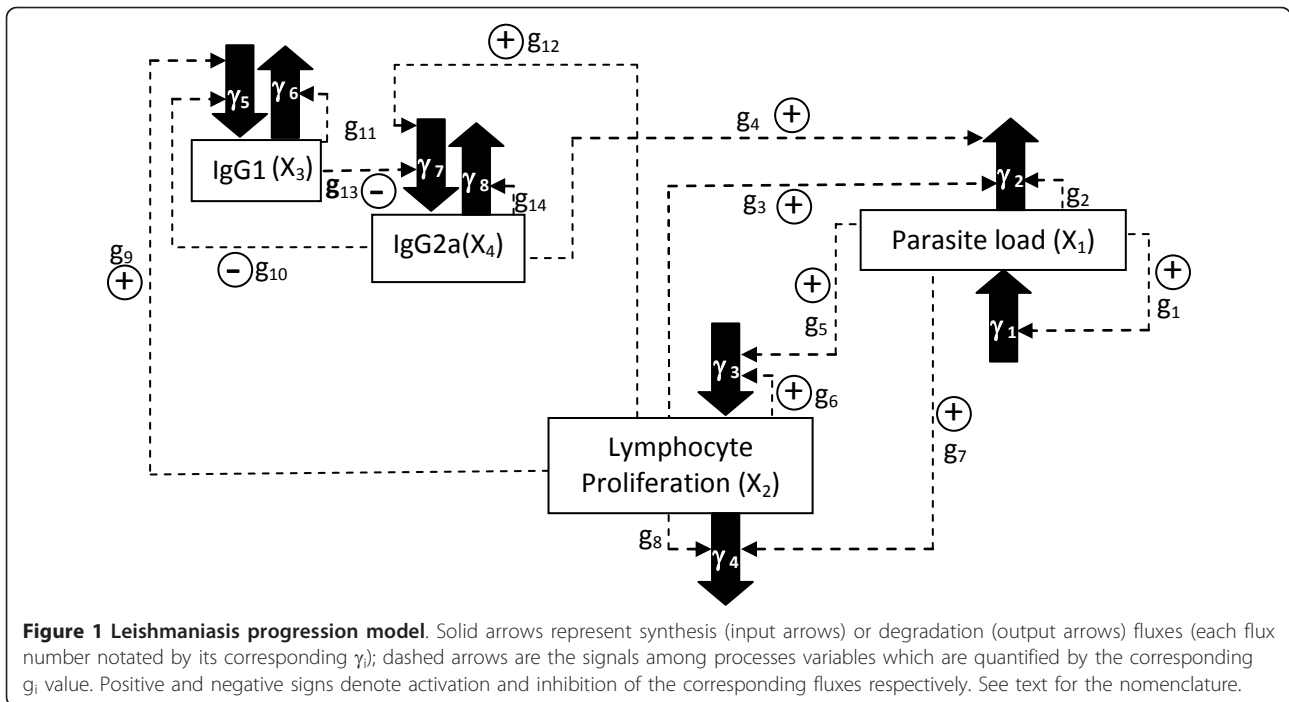 + g₁₂
γ₅ γ₆
g₁₁
IgG1 (X₃)
g₁₃ −
γ₇ γ₈
g₁₄
IgG2a(X₄)
g₉
+
− g₁₀
g₄ +
γ₂
g₃ +
g₂
Parasite load (X₁)
+
g₁
γ₁
+
g₅
γ₃
+ g₆
+
g₇
Lymphocyte
Proliferation (X₂)
g₈
γ₄
Figure 1 Leishmaniasis progression model. Solid arrows represent synthesis (input arrows) or degradation (output arrows) fluxes (each flux
number notated by its corresponding γᵢ); dashed arrows are the signals among processes variables which are quantified by the corresponding
gᵢ value. Positive and negative signs denote activation and inhibition of the corresponding fluxes respectively. See text for the nomenclature.